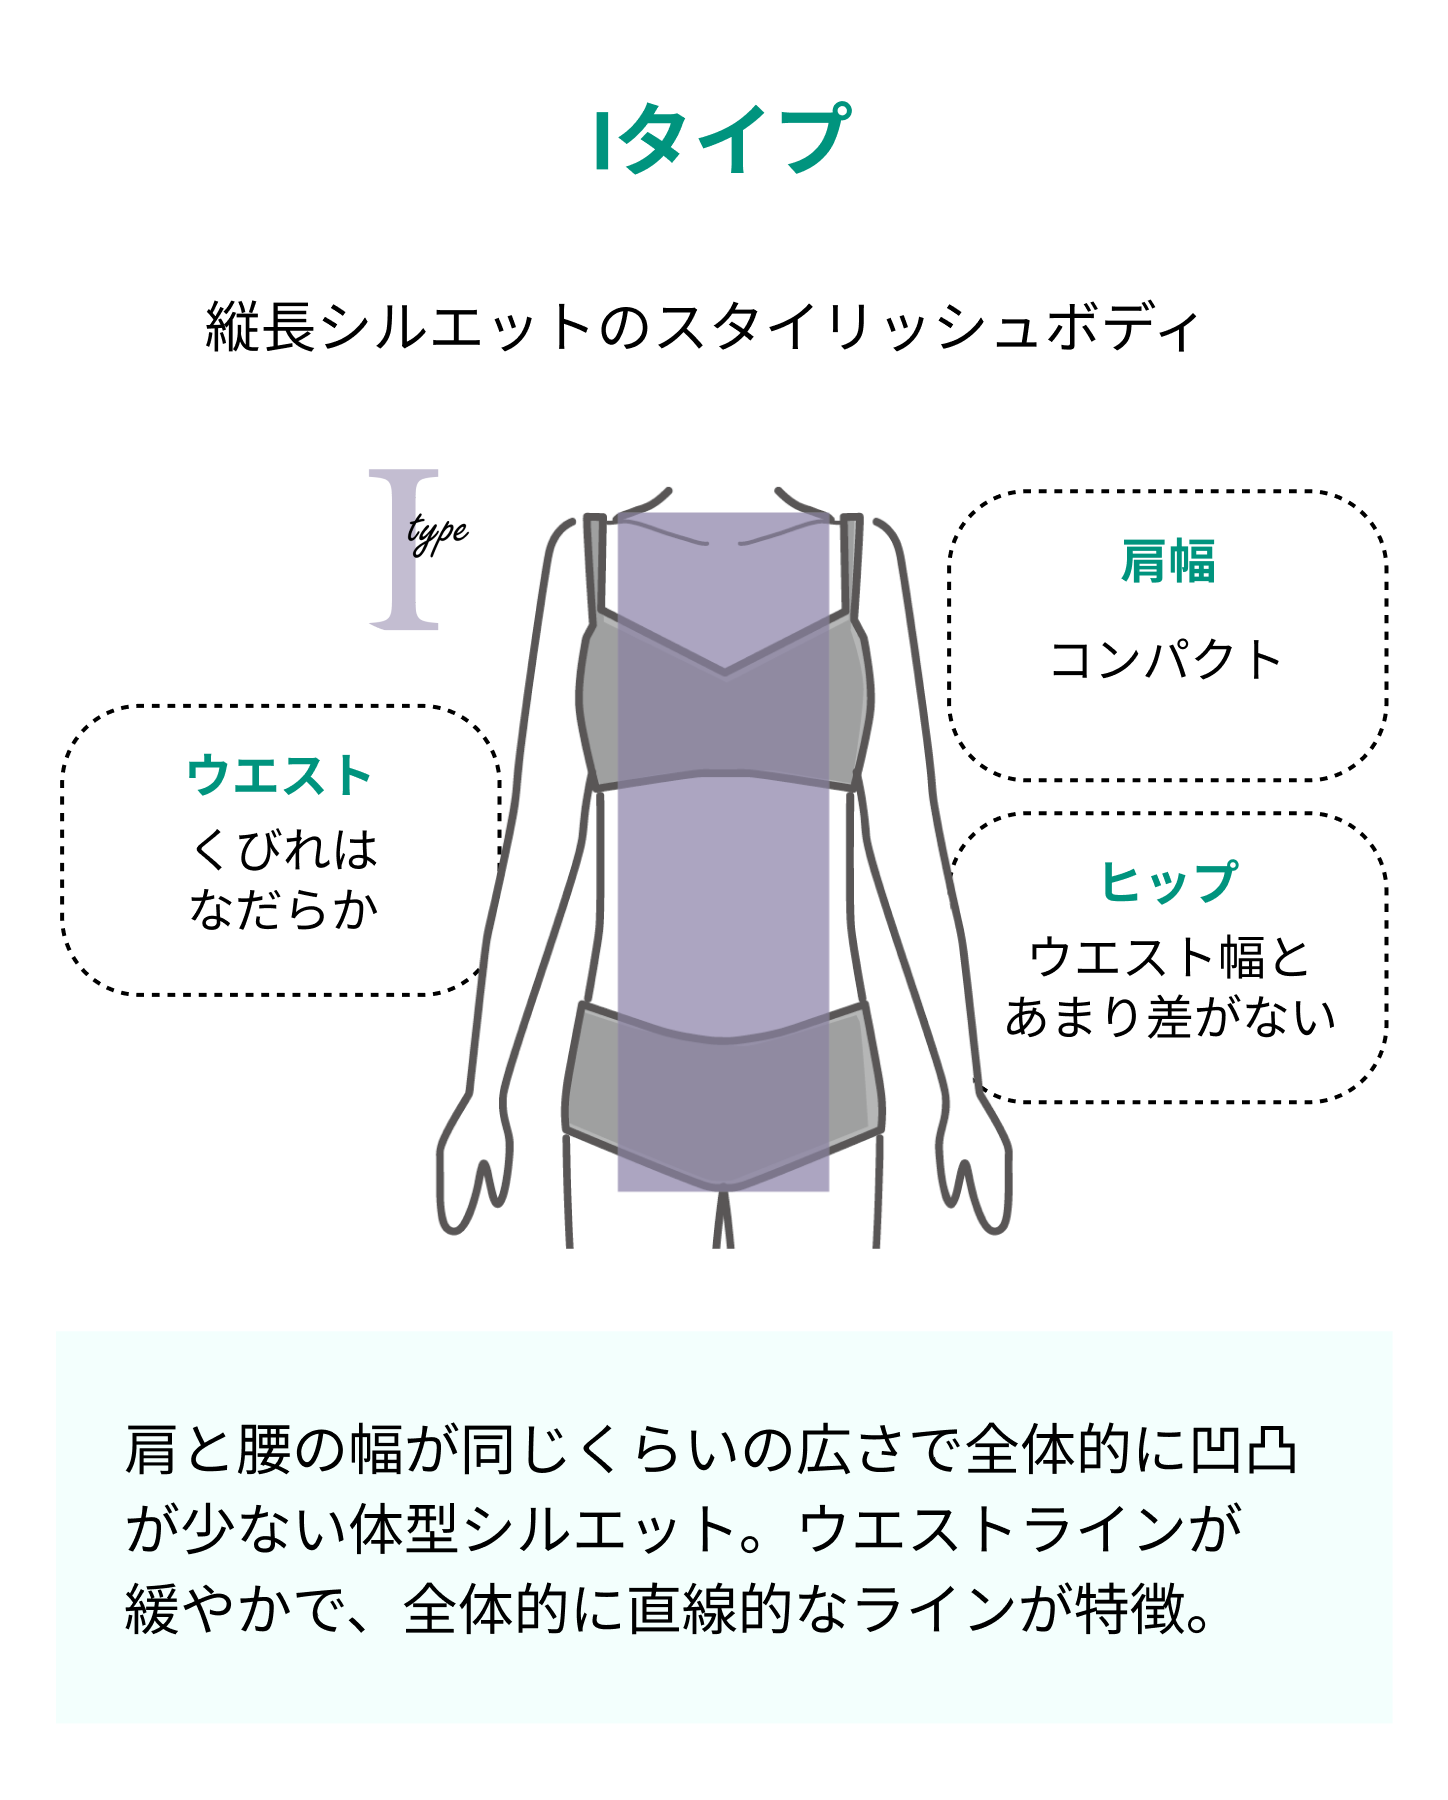 Iタイプ
縦長シルエットのスタイリッシュボディ
I
type
肩幅
コンパクト
ウエスト
くびれは
なだらか
ヒップ
ウエスト幅と
あまり差がない
肩と腰の幅が同じくらいの広さで全体的に凹凸
が少ない体型シルエット。ウエストラインが
緩やかで、全体的に直線的なラインが特徴。